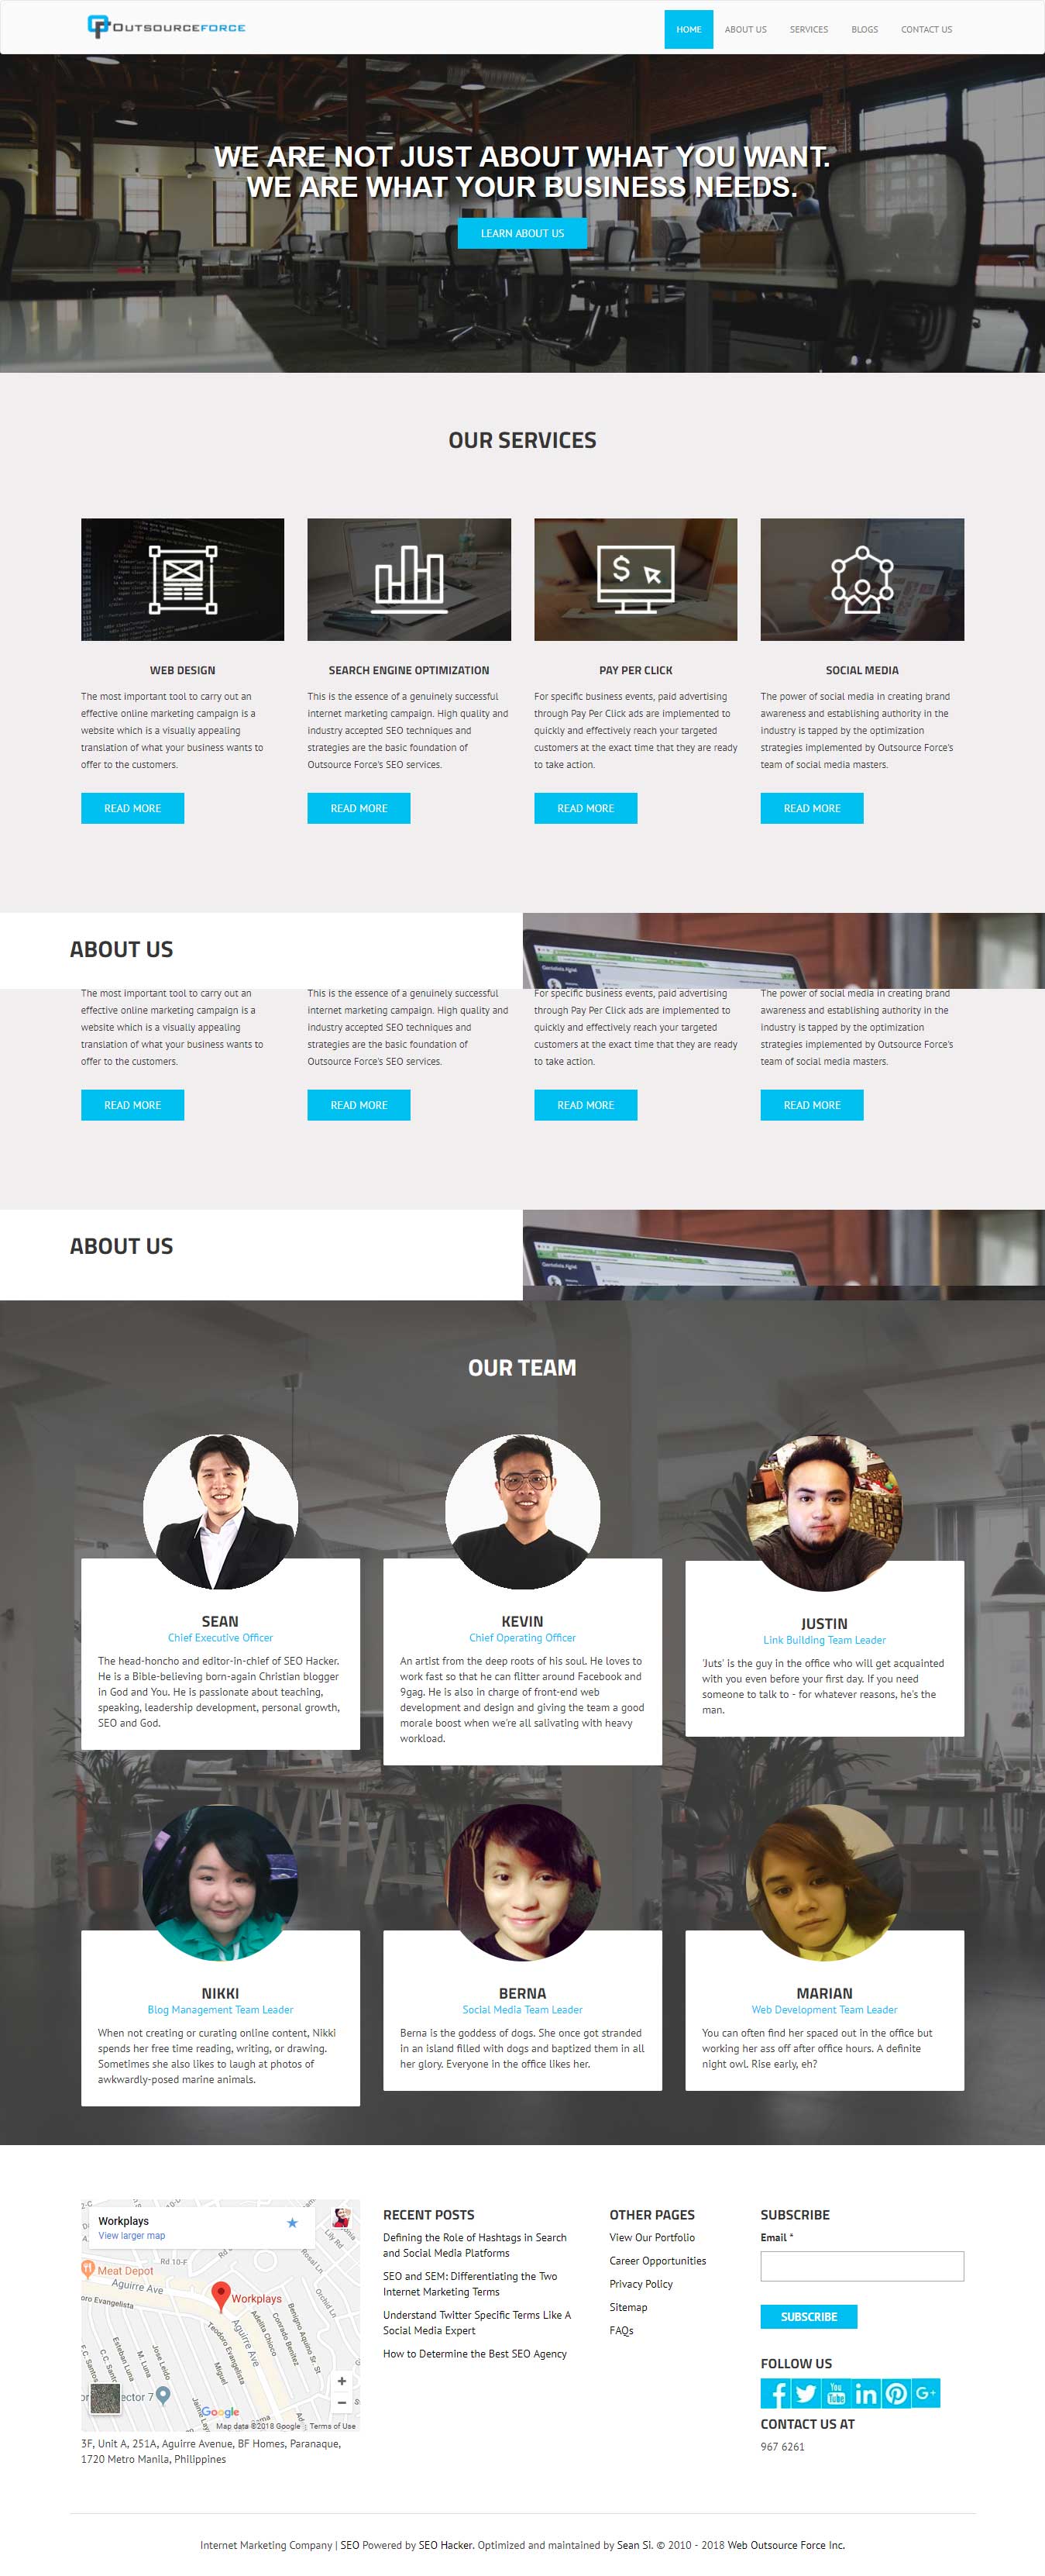 OUTSOURCEFORCE
HOME ABOUT US SERVICES BLOGS CONTACT US
WE ARE NOT JUST ABOUT WHAT YOU WANT.
WE ARE WHAT YOUR BUSINESS NEEDS.
LEARN ABOUT US
OUR SERVICES
WEB DESIGN
The most important tool to carry out an
effective online marketing campaign is a
website which is a visually appealing
translation of what your business wants to
offer to the customers.
READ MORE
SEARCH ENGINE OPTIMIZATION
This is the essence of a genuinely successful
internet marketing campaign. High quality and
industry accepted SEO techniques and
strategies are the basic foundation of
Outsource Force's SEO services.
READ MORE
PAY PER CLICK
For specific business events, paid advertising
through Pay Per Click ads are implemented to
quickly and effectively reach your targeted
customers at the exact time that they are ready
to take action.
READ MORE
SOCIAL MEDIA
The power of social media in creating brand
awareness and establishing authority in the
industry is tapped by the optimization
strategies implemented by Outsource Force's
team of social media masters.
READ MORE
ABOUT US
The most important tool to carry out an
effective online marketing campaign is a
website which is a visually appealing
translation of what your business wants to
offer to the customers.
READ MORE
This is the essence of a genuinely successful
internet marketing campaign. High quality and
industry accepted SEO techniques and
strategies are the basic foundation of
Outsource Force's SEO services.
READ MORE
For specific business events, paid advertising
through Pay Per Click ads are implemented to
quickly and effectively reach your targeted
customers at the exact time that they are ready
to take action.
READ MORE
The power of social media in creating brand
awareness and establishing authority in the
industry is tapped by the optimization
strategies implemented by Outsource Force's
team of social media masters.
READ MORE
ABOUT US
OUR TEAM
SEAN
Chief Executive Officer
The head-honcho and editor-in-chief of SEO Hacker.
He is a Bible-believing born-again Christian blogger
in God and You. He is passionate about teaching,
speaking, leadership development, personal growth,
SEO and God.
KEVIN
Chief Operating Officer
An artist from the deep roots of his soul. He loves to
work fast so that he can flitter around Facebook and
9gag. He is also in charge of front-end web
development and design and giving the team a good
morale boost when we're all salivating with heavy
workload.
JUSTIN
Link Building Team Leader
'Juts' is the guy in the office who will get acquainted
with you even before your first day. If you need
someone to talk to - for whatever reasons, he's the
man.
NIKKI
Blog Management Team Leader
When not creating or curating online content, Nikki
spends her free time reading, writing, or drawing.
Sometimes she also likes to laugh at photos of
awkwardly-posed marine animals.
BERNA
Social Media Team Leader
Berna is the goddess of dogs. She once got stranded
in an island filled with dogs and baptized them in all
her glory. Everyone in the office likes her.
MARIAN
Web Development Team Leader
You can often find her spaced out in the office but
working her ass off after office hours. A definite
night owl. Rise early, eh?
Workplays
View larger map
Rd 10-F
Meat Depot
Aguirre Ave
Workplays
Aguirre Ave
Google
Map data ©2018 Google Terms of Use
3F, Unit A, 251A, Aguirre Avenue, BF Homes, Paranaque,
1720 Metro Manila, Philippines
RECENT POSTS
Defining the Role of Hashtags in Search
and Social Media Platforms
SEO and SEM: Differentiating the Two
Internet Marketing Terms
Understand Twitter Specific Terms Like A
Social Media Expert
How to Determine the Best SEO Agency
OTHER PAGES
View Our Portfolio
Career Opportunities
Privacy Policy
Sitemap
FAQs
SUBSCRIBE
Email *
SUBSCRIBE
FOLLOW US
You Tube
CONTACT US AT
967 6261
Internet Marketing Company | SEO Powered by SEO Hacker. Optimized and maintained by Sean Si. © 2010 - 2018 Web Outsource Force Inc.